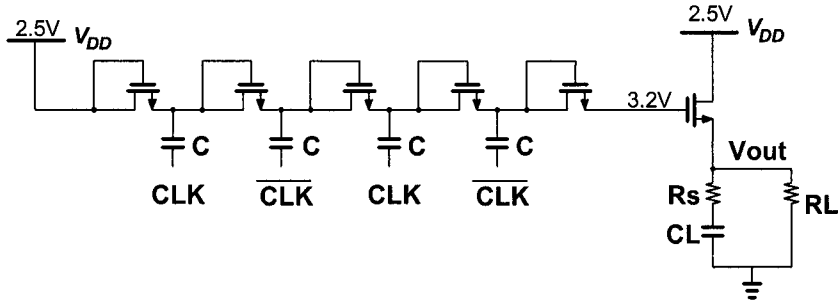 2.5V VDD
2.5V VDD
3.2V
C C C C
CLK CLK CLK CLK
Vout
Rs RL
CL